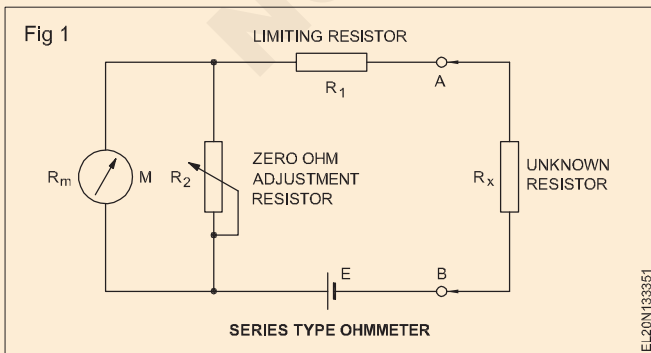 Fig 1
LIMITING RESISTOR
R1
A
Rm
M
R2
ZERO OHM
ADJUSTMENT
RESISTOR
Rx
UNKNOWN
RESISTOR
E
B
SERIES TYPE OHMMETER
EL20N133351